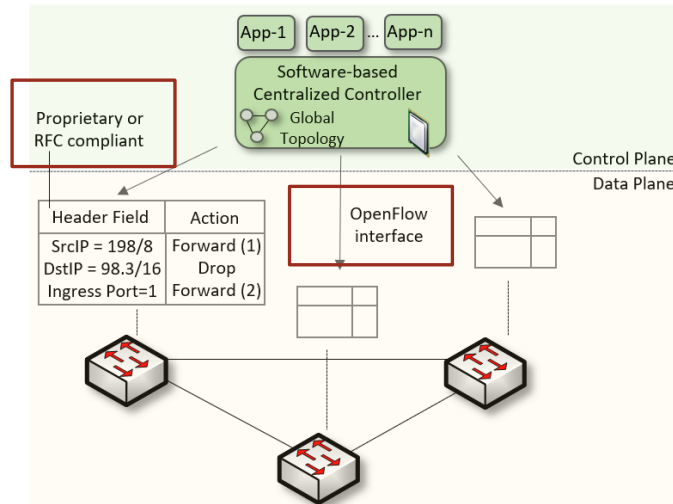 App-1 App-2 ... App-n
Software-based
Centralized Controller
Global
Topology
Proprietary or
RFC compliant
Control Plane
Data Plane
OpenFlow
interface
Header Field Action
SrcIP = 198/8 Forward (1)
DstIP = 98.3/16 Drop
Ingress Port=1 Forward (2)